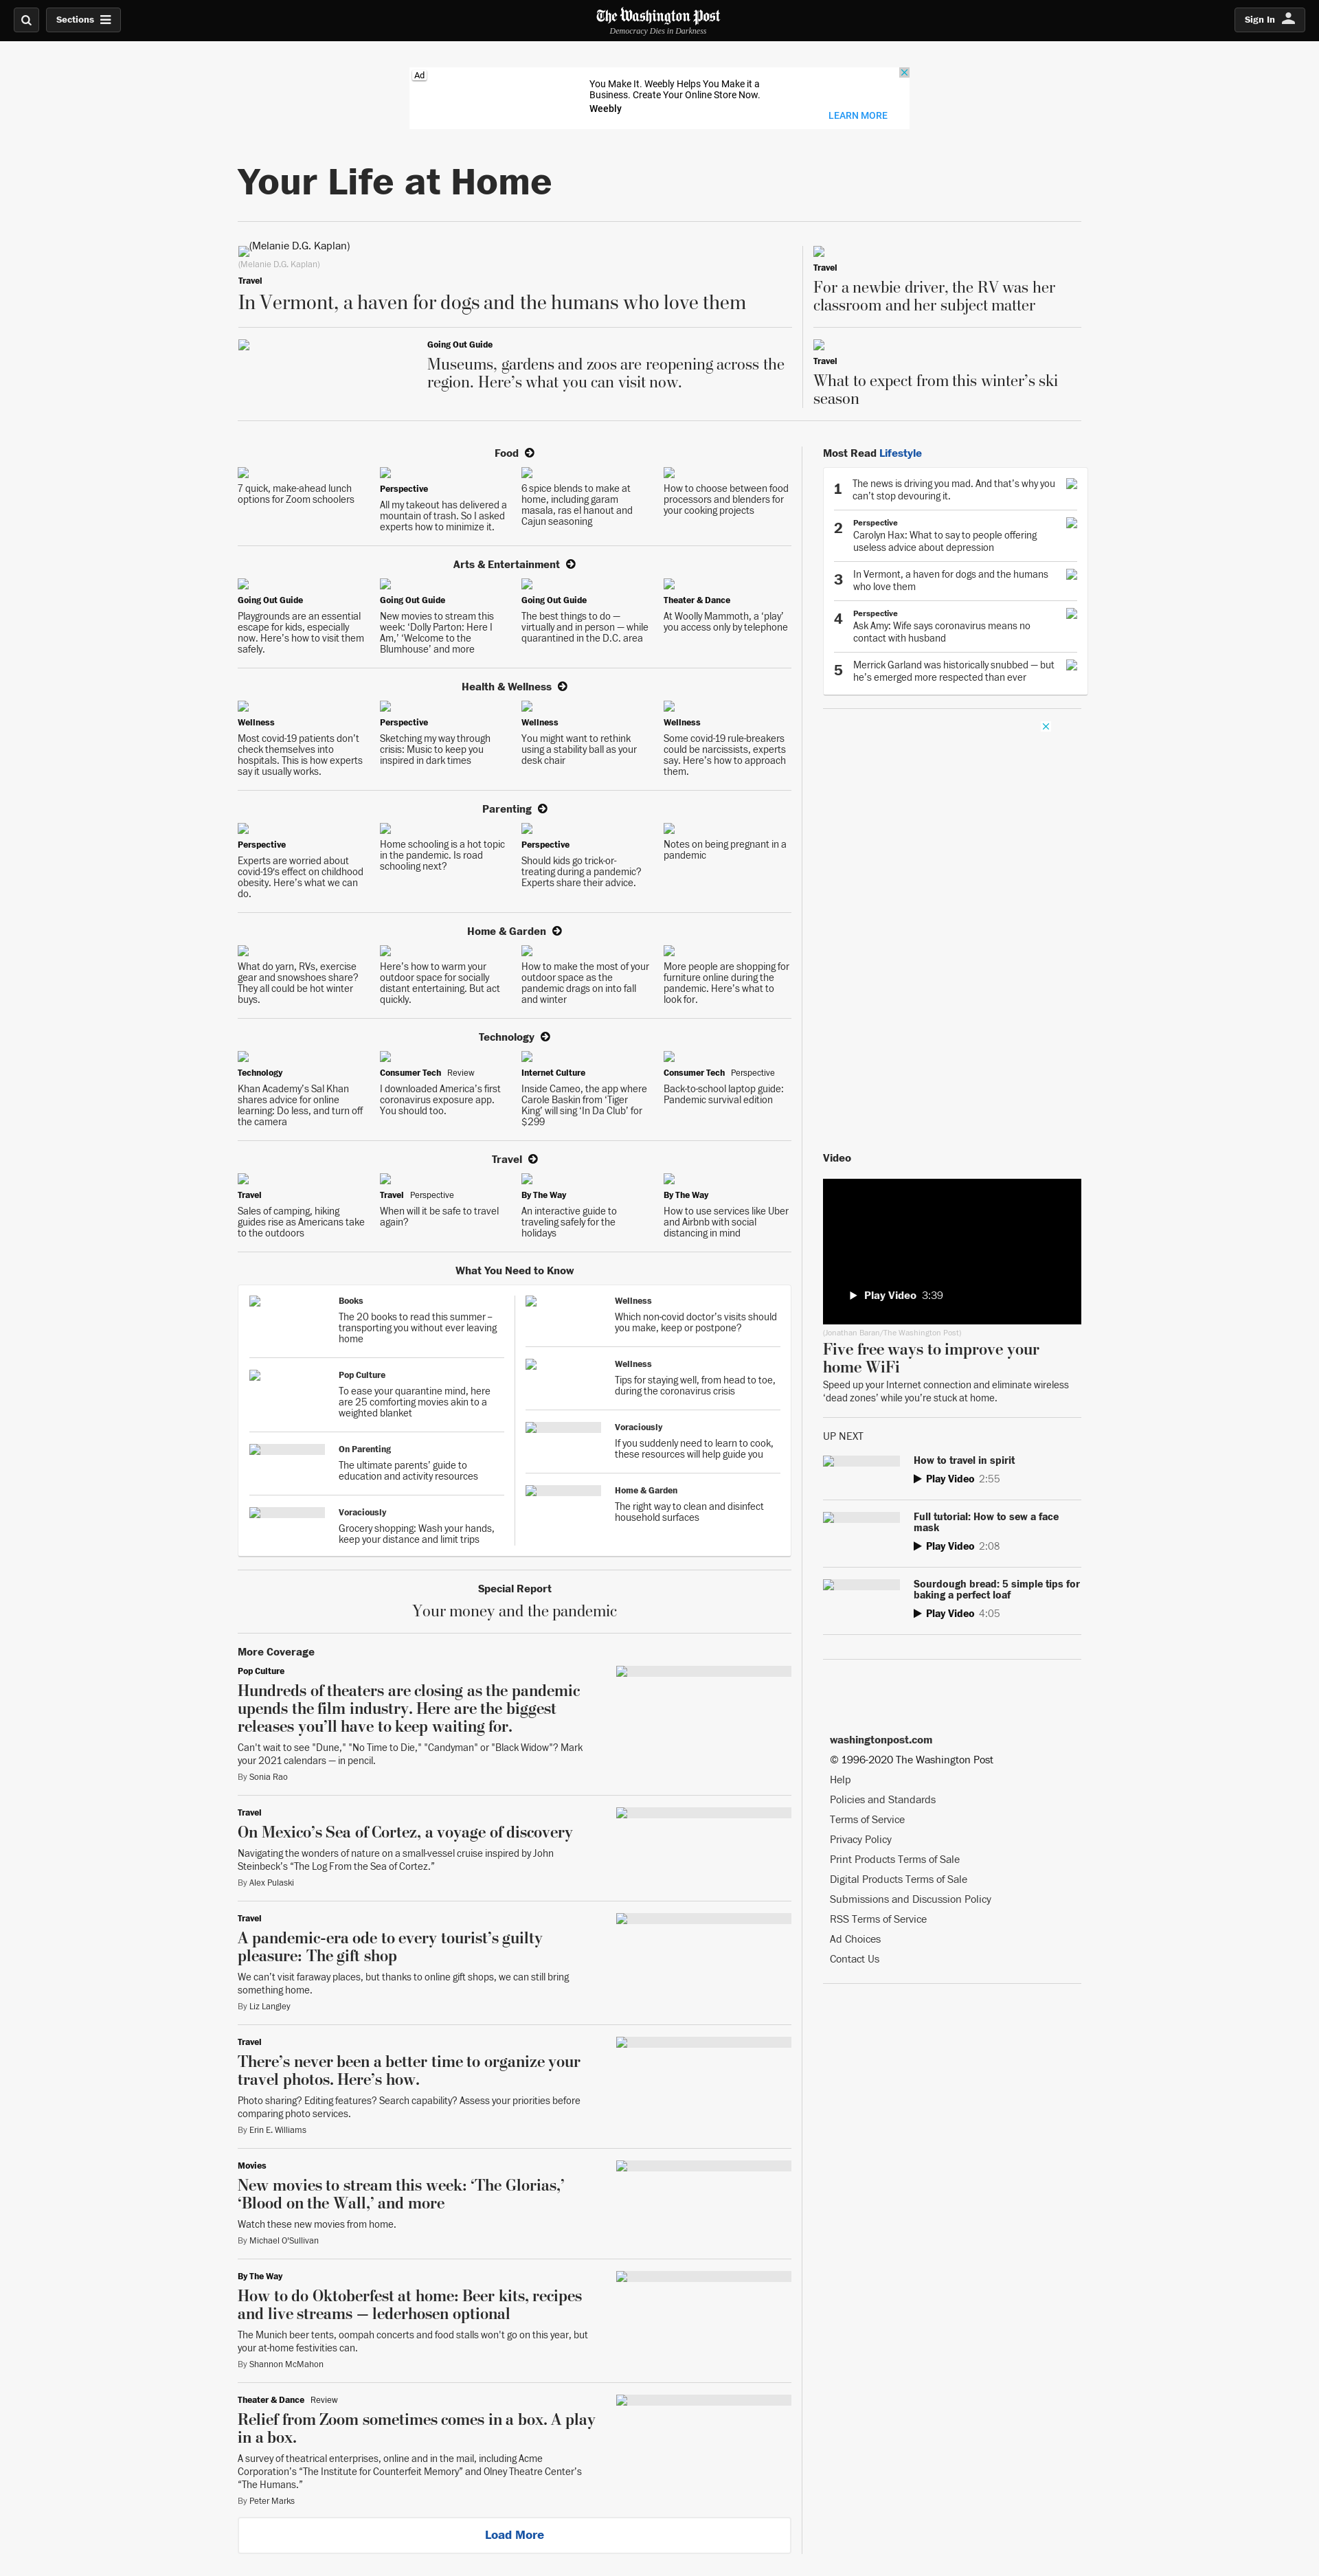 Sections
The Washington Post
Democracy Dies in Darkness
Sign In
Ad
You Make It. Weebly Helps You Make it a
Business. Create Your Online Store Now.
Weebly
LEARN MORE
Your Life at Home
(Melanie D.G. Kaplan)
(Melanie D.G. Kaplan)
Travel
In Vermont, a haven for dogs and the humans who love them
Going Out Guide
Museums, gardens and zoos are reopening across the
region. Here’s what you can visit now.
Travel
For a newbie driver, the RV was her
classroom and her subject matter
Travel
What to expect from this winter’s ski
season
Food
7 quick, make-ahead lunch
options for Zoom schoolers
Perspective
All my takeout has delivered a
mountain of trash. So I asked
experts how to minimize it.
6 spice blends to make at
home, including garam
masala, ras el hanout and
Cajun seasoning
How to choose between food
processors and blenders for
your cooking projects
Arts & Entertainment
Going Out Guide
Playgrounds are an essential
escape for kids, especially
now. Here’s how to visit them
safely.
Going Out Guide
New movies to stream this
week: ‘Dolly Parton: Here I
Am,’ ‘Welcome to the
Blumhouse’ and more
Going Out Guide
The best things to do —
virtually and in person — while
quarantined in the D.C. area
Theater & Dance
At Woolly Mammoth, a ‘play’
you access only by telephone
Health & Wellness
Wellness
Most covid-19 patients don’t
check themselves into
hospitals. This is how experts
say it usually works.
Perspective
Sketching my way through
crisis: Music to keep you
inspired in dark times
Wellness
You might want to rethink
using a stability ball as your
desk chair
Wellness
Some covid-19 rule-breakers
could be narcissists, experts
say. Here’s how to approach
them.
Parenting
Perspective
Experts are worried about
covid-19's effect on childhood
obesity. Here’s what we can
do.
Home schooling is a hot topic
in the pandemic. Is road
schooling next?
Perspective
Should kids go trick-or-
treating during a pandemic?
Experts share their advice.
Notes on being pregnant in a
pandemic
Home & Garden
What do yarn, RVs, exercise
gear and snowshoes share?
They all could be hot winter
buys.
Here’s how to warm your
outdoor space for socially
distant entertaining. But act
quickly.
How to make the most of your
outdoor space as the
pandemic drags on into fall
and winter
More people are shopping for
furniture online during the
pandemic. Here’s what to
look for.
Technology
Technology
Khan Academy’s Sal Khan
shares advice for online
learning: Do less, and turn off
the camera
Consumer Tech Review
I downloaded America’s first
coronavirus exposure app.
You should too.
Internet Culture
Inside Cameo, the app where
Carole Baskin from ‘Tiger
King’ will sing ‘In Da Club’ for
$299
Consumer Tech Perspective
Back-to-school laptop guide:
Pandemic survival edition
Travel
Travel
Sales of camping, hiking
guides rise as Americans take
to the outdoors
Travel Perspective
When will it be safe to travel
again?
By The Way
An interactive guide to
traveling safely for the
holidays
By The Way
How to use services like Uber
and Airbnb with social
distancing in mind
What You Need to Know
Books
The 20 books to read this summer –
transporting you without ever leaving
home
Pop Culture
To ease your quarantine mind, here
are 25 comforting movies akin to a
weighted blanket
On Parenting
The ultimate parents’ guide to
education and activity resources
Voraciously
Grocery shopping: Wash your hands,
keep your distance and limit trips
Wellness
Which non-covid doctor’s visits should
you make, keep or postpone?
Wellness
Tips for staying well, from head to toe,
during the coronavirus crisis
Voraciously
If you suddenly need to learn to cook,
these resources will help guide you
Home & Garden
The right way to clean and disinfect
household surfaces
Special Report
Your money and the pandemic
More Coverage
Pop Culture
Hundreds of theaters are closing as the pandemic
upends the film industry. Here are the biggest
releases you’ll have to keep waiting for.
Can't wait to see "Dune," "No Time to Die," "Candyman" or "Black Widow"? Mark
your 2021 calendars — in pencil.
By Sonia Rao
Travel
On Mexico’s Sea of Cortez, a voyage of discovery
Navigating the wonders of nature on a small-vessel cruise inspired by John
Steinbeck’s “The Log From the Sea of Cortez.”
By Alex Pulaski
Travel
A pandemic-era ode to every tourist’s guilty
pleasure: The gift shop
We can’t visit faraway places, but thanks to online gift shops, we can still bring
something home.
By Liz Langley
Travel
There’s never been a better time to organize your
travel photos. Here’s how.
Photo sharing? Editing features? Search capability? Assess your priorities before
comparing photo services.
By Erin E. Williams
Movies
New movies to stream this week: ‘The Glorias,’
‘Blood on the Wall,’ and more
Watch these new movies from home.
By Michael O'Sullivan
By The Way
How to do Oktoberfest at home: Beer kits, recipes
and live streams — lederhosen optional
The Munich beer tents, oompah concerts and food stalls won't go on this year, but
your at-home festivities can.
By Shannon McMahon
Theater & Dance Review
Relief from Zoom sometimes comes in a box. A play
in a box.
A survey of theatrical enterprises, online and in the mail, including Acme
Corporation’s “The Institute for Counterfeit Memory” and Olney Theatre Center’s
“The Humans.”
By Peter Marks
Load More
Most Read Lifestyle
1
The news is driving you mad. And that’s why you
can’t stop devouring it.
2
Perspective
Carolyn Hax: What to say to people offering
useless advice about depression
3
In Vermont, a haven for dogs and the humans
who love them
4
Perspective
Ask Amy: Wife says coronavirus means no
contact with husband
5
Merrick Garland was historically snubbed — but
he’s emerged more respected than ever
Video
Play Video 3:39
(Jonathan Baran/The Washington Post)
Five free ways to improve your
home WiFi
Speed up your Internet connection and eliminate wireless
‘dead zones’ while you’re stuck at home.
UP NEXT
How to travel in spirit
Play Video 2:55
Full tutorial: How to sew a face
mask
Play Video 2:08
Sourdough bread: 5 simple tips for
baking a perfect loaf
Play Video 4:05
washingtonpost.com
© 1996-2020 The Washington Post
Help
Policies and Standards
Terms of Service
Privacy Policy
Print Products Terms of Sale
Digital Products Terms of Sale
Submissions and Discussion Policy
RSS Terms of Service
Ad Choices
Contact Us